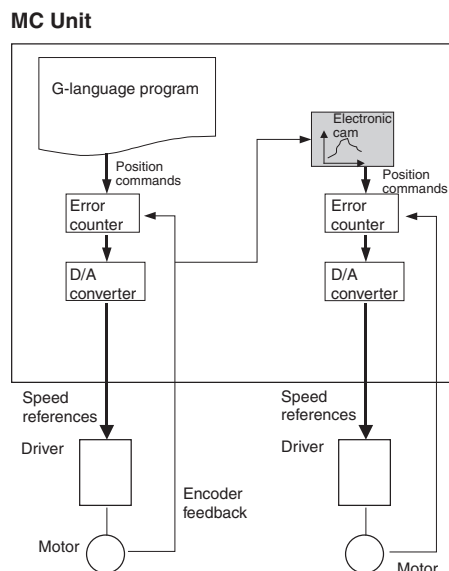 MC Unit
G-language program
Electronic
cam
Position
commands
Position
commands
Error
counter
Error
counter
D/A
converter
D/A
converter
Speed
references
Speed
references
Driver
Driver
Encoder
feedback
Motor
Motor